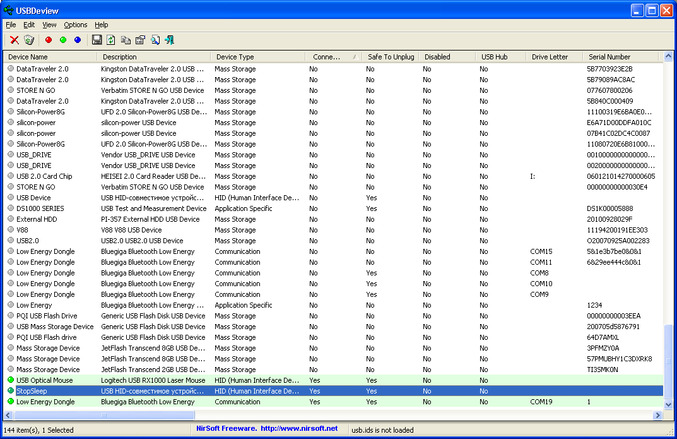 USBDeview
File Edit View Options Help
Device Name Description Device Type Conne... Safe To Unplug Disabled USB Hub Drive Letter Serial Number
DataTraveler 2.0 Kingston DataTraveler 2.0 USB ... Mass Storage No No No No 5B7703923E2B
DataTraveler 2.0 Kingston DataTraveler 2.0 USB ... Mass Storage No No No No 5B79089AC8AC
STORE N GO Verbatim STORE N GO USB Device Mass Storage No No No No 077607800206
DataTraveler 2.0 Kingston DataTraveler 2.0 USB ... Mass Storage No No No No 5B840C000409
Silicon-Power8G UFD 2.0 Silicon-Power8G USB De... Mass Storage No No No No 11100319E6BA0E0...
silicon-power silicon-power USB Device Mass Storage No No No No E6A71D00DDFA010C
silicon-power silicon-power USB Device Mass Storage No No No No 07B41C02DC4C0087
Silicon-Power8G UFD 2.0 Silicon-Power8G USB De... Mass Storage No No No No 11080720E6B81000...
USB_DRIVE Vendor USB_DRIVE USB Device Mass Storage No No No No 0010000000000000...
USB_DRIVE Vendor USB_DRIVE USB Device Mass Storage No No No No 0020000000000000...
USB 2.0 Card Chip HEISEI 2.0 Card Reader USB De... Mass Storage No No No No I: 060121014270000605
STORE N GO Verbatim STORE N GO USB Device Mass Storage No No No No 00000000000030E4
USB Device USB HID-совместимое устройс... HID (Human Interface De... No Yes No No
DS1000 SERIES USB Test and Measurement Device Application Specific No Yes No No DS1K00005888
External HDD PI-357 External HDD USB Device Mass Storage No No No No 20100928029F
V88 V88 V88 USB Device Mass Storage No No No No 11194200191EE303
USB2.0 USB2.0 USB2.0 USB Device Mass Storage No No No No O20070925A002283
Low Energy Dongle Bluegiga Bluetooth Low Energy Communication No No No No COM15 5&1e3b7be0&0&1
Low Energy Dongle Bluegiga Bluetooth Low Energy Communication No No No No COM11 6&29ee444c&0&1
Low Energy Dongle Bluegiga Bluetooth Low Energy Communication No Yes No No COM8
Low Energy Dongle Bluegiga Bluetooth Low Energy Communication No Yes No No COM10
Low Energy Dongle Bluegiga Bluetooth Low Energy Communication No Yes No No COM9
Low Energy Bluegiga Bluetooth Low Energy ... Application Specific No Yes No No 1234
PQI USB Flash Drive Generic USB Flash Disk USB Device Mass Storage No No No No 00000000003EEA
USB Mass Storage Device Generic USB Flash Disk USB Device Mass Storage No No No No 200705d5876791
PQI USB Flash drive Generic USB Flash Disk USB Device Mass Storage No No No No 64D7AMXL
Mass Storage Device JetFlash Transcend 8GB USB De... Mass Storage No No No No 3PFMZY0A
Mass Storage Device JetFlash Transcend 8GB USB De... Mass Storage No No No No 57PMUBHY1C3DXRK8
Mass Storage Device JetFlash Transcend 2GB USB De... Mass Storage No No No No TI3SMK0N
USB Optical Mouse Logitech USB RX1000 Laser Mouse HID (Human Interface De... Yes Yes No No
StopSleep USB HID-совместимое устройс... HID (Human Interface De... Yes Yes No No
Low Energy Dongle Bluegiga Bluetooth Low Energy Communication Yes Yes No No COM19 1
144 item(s), 1 Selected NirSoft Freeware. http://www.nirsoft.net usb.ids is not loaded